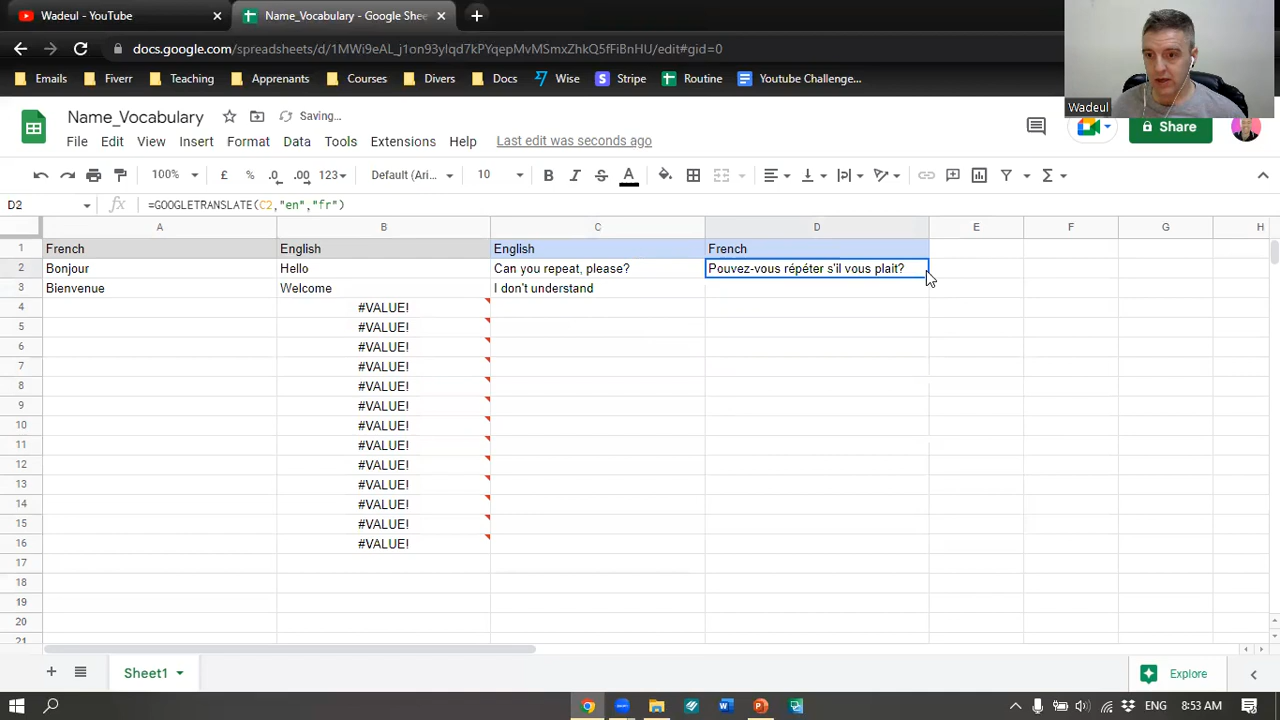 Wadeul - YouTube
Name_Vocabulary - Google Shee
docs.google.com/spreadsheets/d/1MWi9eAL_j1on93ylqd7kPYqepMvMSmxZhkQ5fFiBnHU/edit#gid=0
Emails Fiverr Teaching Apprenants Courses Divers Docs Wise Stripe Routine Youtube Challenge...
Wadeul
Name_Vocabulary Saving...
File Edit View Insert Format Data Tools Extensions Help Last edit was seconds ago
Share
100% £ % .0 .00 123 Default (Ari... 10 B I S A
D2 fx =GOOGLETRANSLATE(C2,"en","fr")
A B C D E F G H
1 French English English French
2 Bonjour Hello Can you repeat, please? Pouvez-vous répéter s'il vous plait?
3 Bienvenue Welcome I don't understand
4 #VALUE!
5 #VALUE!
6 #VALUE!
7 #VALUE!
8 #VALUE!
9 #VALUE!
10 #VALUE!
11 #VALUE!
12 #VALUE!
13 #VALUE!
14 #VALUE!
15 #VALUE!
16 #VALUE!
17
18
19
20
21
Sheet1
Explore
ENG 8:53 AM